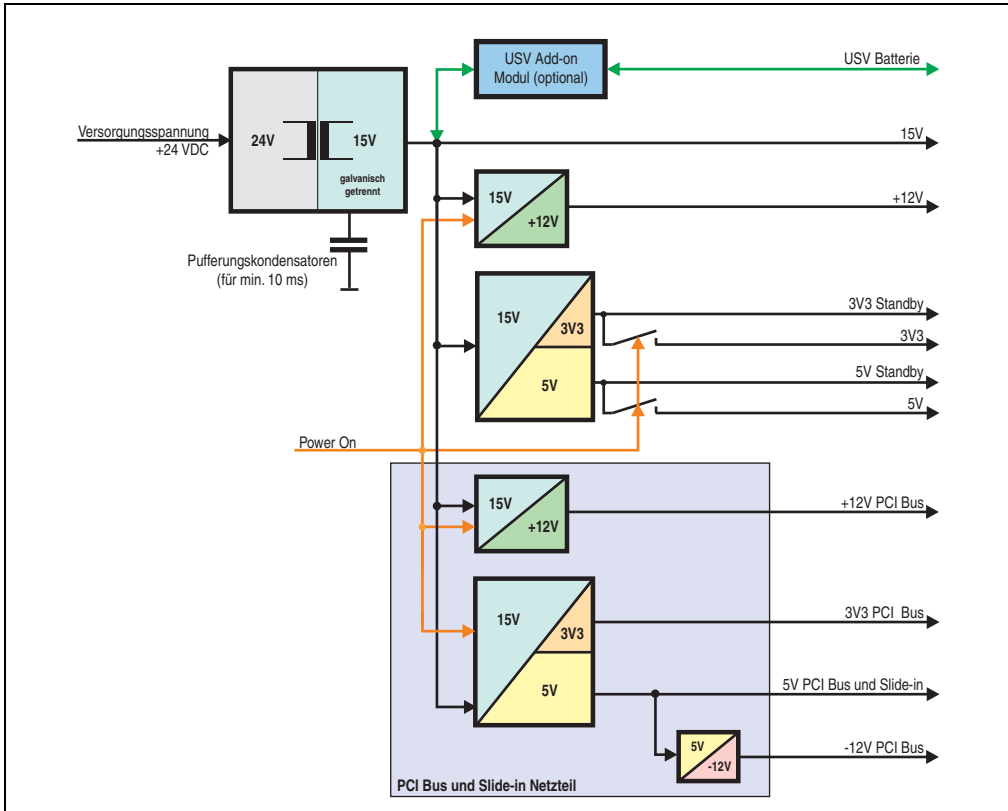 USV Add-on
Modul (optional)
USV Batterie
Versorgungsspannung
+24 VDC
24V
15V
galvanisch
getrennt
15V
15V
+12V
+12V
Pufferungskondensatoren
(für min. 10 ms)
15V
3V3
5V
3V3 Standby
3V3
5V Standby
5V
Power On
15V
+12V
+12V PCI Bus
15V
3V3
5V
3V3 PCI Bus
5V PCI Bus und Slide-in
5V
-12V
-12V PCI Bus
PCI Bus und Slide-in Netzteil